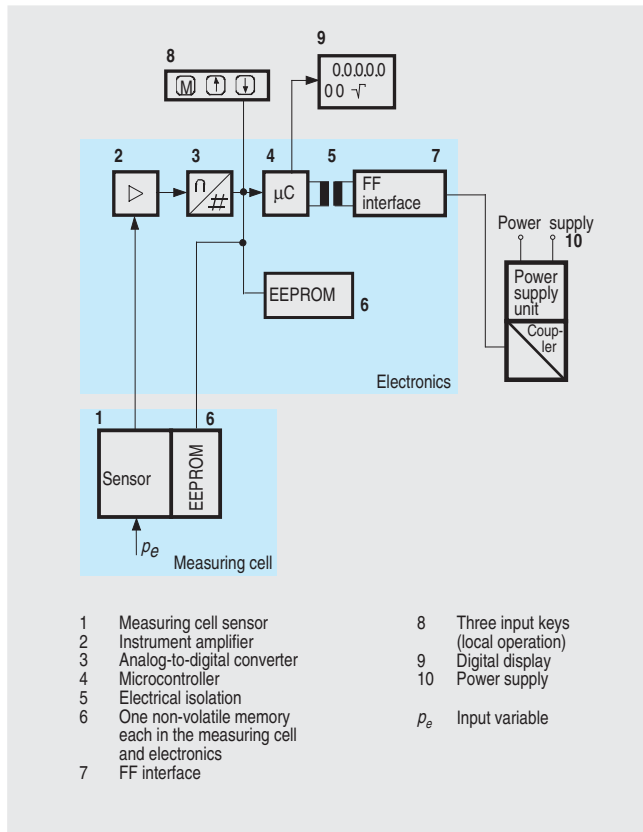 9
8
0.0.0.0.0
M ↑ ↓
0 0 √
2 3 4 5 7
∩
#
µC
FF
interface
Power supply
10
Power
supply
unit
EEPROM
6
Coup-
ler
Electronics
1 6
Sensor
EEPROM
pe
Measuring cell
1 Measuring cell sensor
2 Instrument amplifier
3 Analog-to-digital converter
4 Microcontroller
5 Electrical isolation
6 One non-volatile memory
each in the measuring cell
and electronics
7 FF interface
8 Three input keys
(local operation)
9 Digital display
10 Power supply
pe Input variable